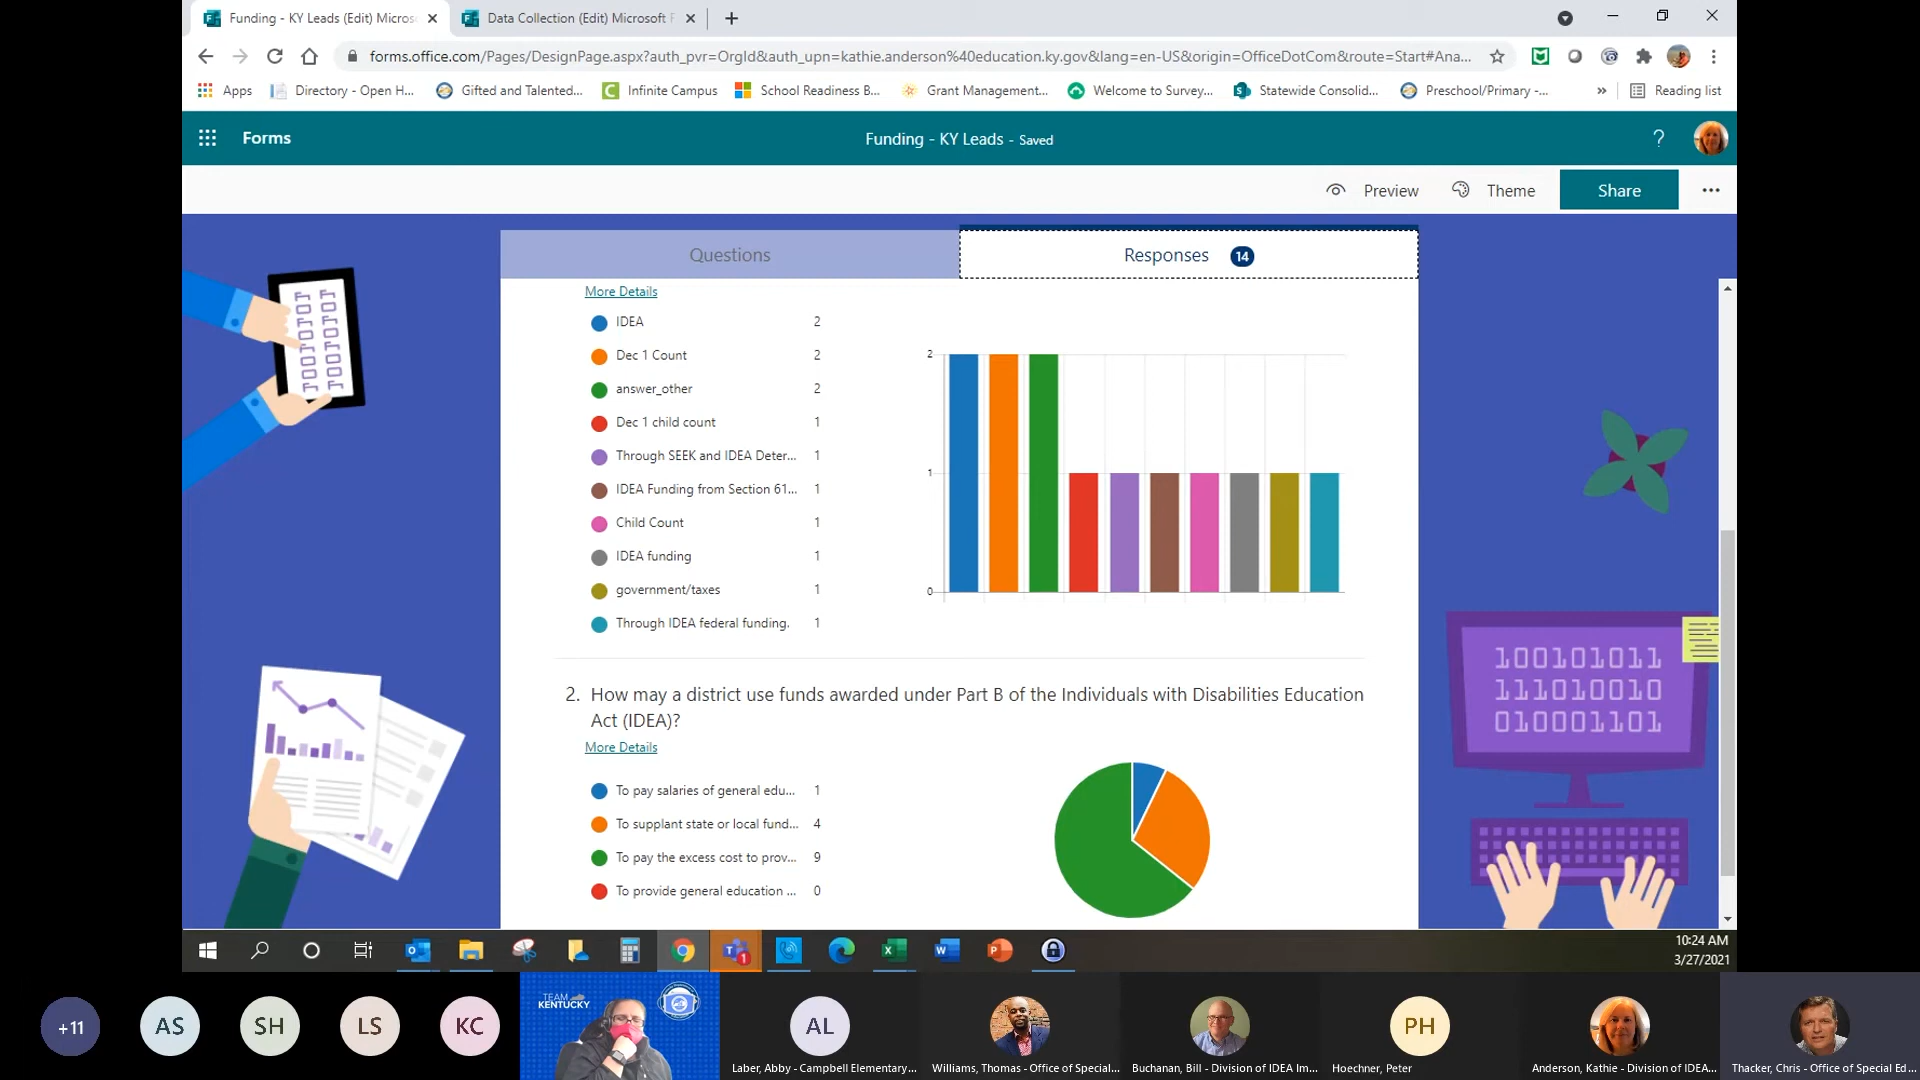 Funding - KY Leads (Edit) Micros
Data Collection (Edit) Microsoft F
forms.office.com/Pages/DesignPage.aspx?auth_pvr=OrgId&auth_upn=kathie.anderson%40education.ky.gov&lang=en-US&origin=OfficeDotCom&route=Start#Ana...
Apps
Directory - Open H...
Gifted and Talented...
Infinite Campus
School Readiness B...
Grant Management...
Welcome to Survey...
Statewide Consolid...
Preschool/Primary -...
»
Reading list
Forms
Funding - KY Leads - Saved
?
Preview
Theme
Share
Questions
Responses 14
More Details
IDEA 2
Dec 1 Count 2
answer_other 2
Dec 1 child count 1
Through SEEK and IDEA Deter... 1
IDEA Funding from Section 61... 1
Child Count 1
IDEA funding 1
government/taxes 1
Through IDEA federal funding. 1
2
1
0
2. How may a district use funds awarded under Part B of the Individuals with Disabilities Education
Act (IDEA)?
More Details
To pay salaries of general edu... 1
To supplant state or local fund... 4
To pay the excess cost to prov... 9
To provide general education ... 0
100101011
111010010
010001101
10:24 AM
3/27/2021
+11
AS
SH
LS
KC
TEAM
KENTUCKY
AL
Laber, Abby - Campbell Elementary...
Williams, Thomas - Office of Special...
Buchanan, Bill - Division of IDEA Im...
PH
Hoechner, Peter
Anderson, Kathie - Division of IDEA...
Thacker, Chris - Office of Special Ed...